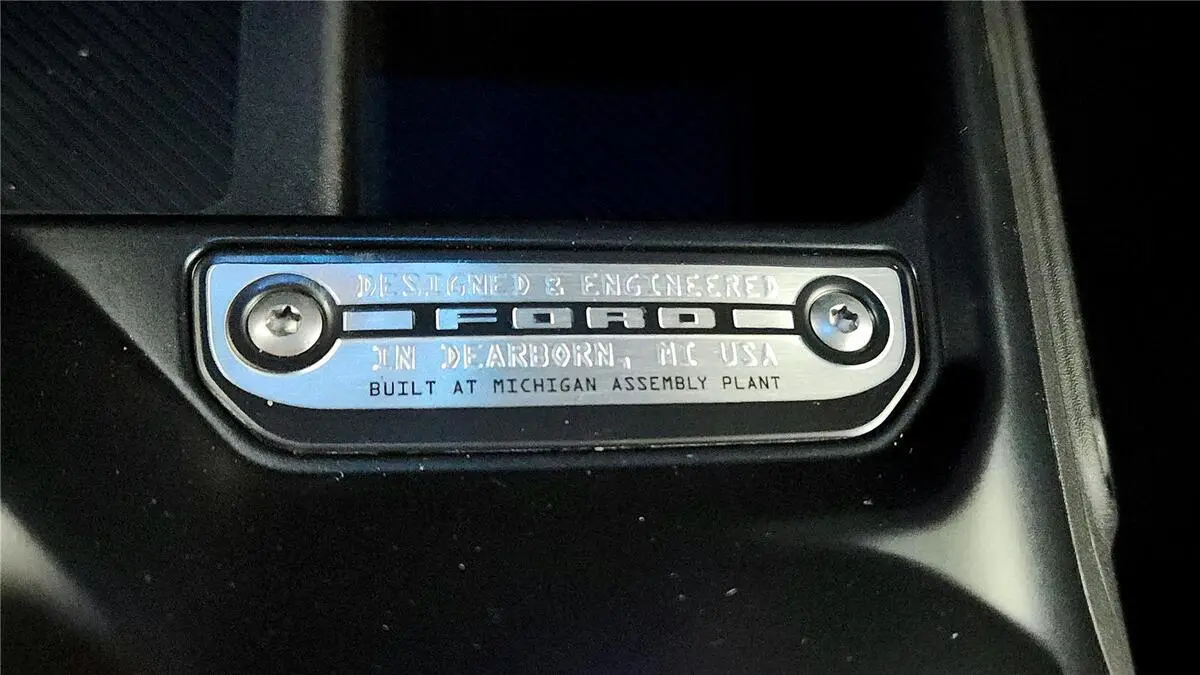 DESIGNED & ENGINEERED
FORD
IN DEARBORN, MI USA
BUILT AT MICHIGAN ASSEMBLY PLANT